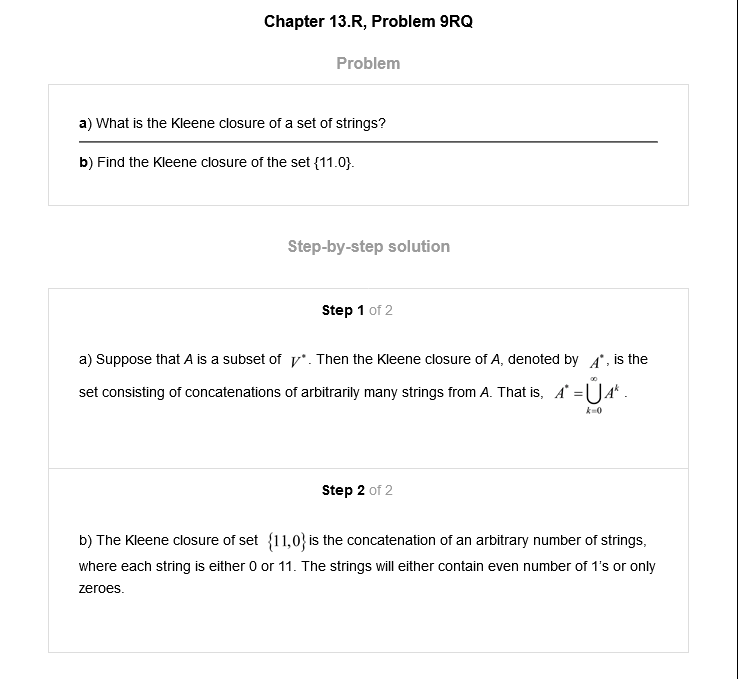 Chapter 13.R, Problem 9RQ
Problem
a) What is the Kleene closure of a set of strings?
b) Find the Kleene closure of the set {11.0}.
Step-by-step solution
Step 1 of 2
a) Suppose that A is a subset of V*. Then the Kleene closure of A, denoted by A*, is the
set consisting of concatenations of arbitrarily many strings from A. That is, A* = ⋃_{k=0}^{∞} A^k .
Step 2 of 2
b) The Kleene closure of set {11,0} is the concatenation of an arbitrary number of strings,
where each string is either 0 or 11. The strings will either contain even number of 1's or only
zeroes.